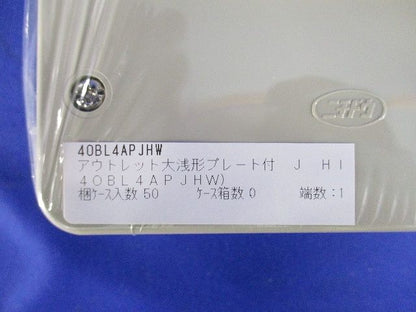 40BL4APJHW
アウトレット大浅形プレート付 J HI
40BL4APJHW)
梱ケース入数 50 ケース箱数 0 端数 :1